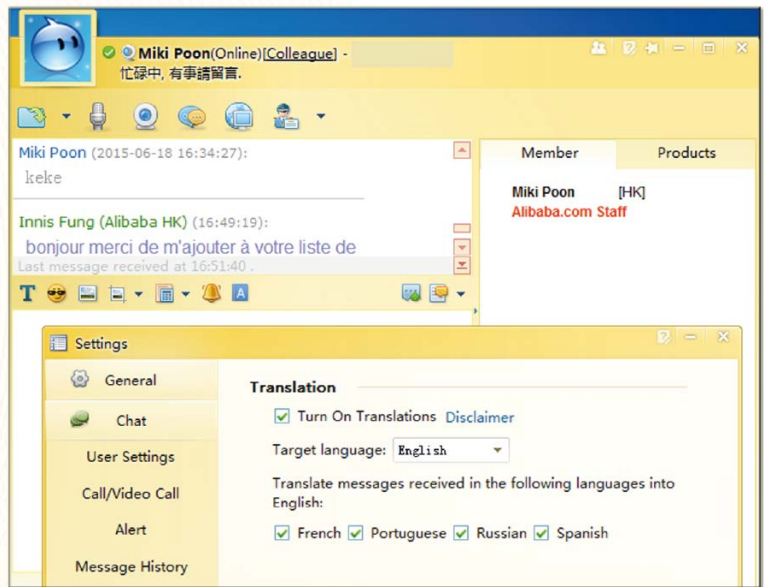 Miki Poon(Online)[Colleague] -
忙碌中, 有事請留言.
Miki Poon (2015-06-18 16:34:27):
keke
Innis Fung (Alibaba HK) (16:49:19):
bonjour merci de m'ajouter à votre liste de
Last message received at 16:51:40 .
Member Products
Miki Poon [HK]
Alibaba.com Staff
T
A
Settings
General
Chat
User Settings
Call/Video Call
Alert
Message History
Translation
Turn On Translations Disclaimer
Target language: English
Translate messages received in the following languages into
English:
French Portuguese Russian Spanish